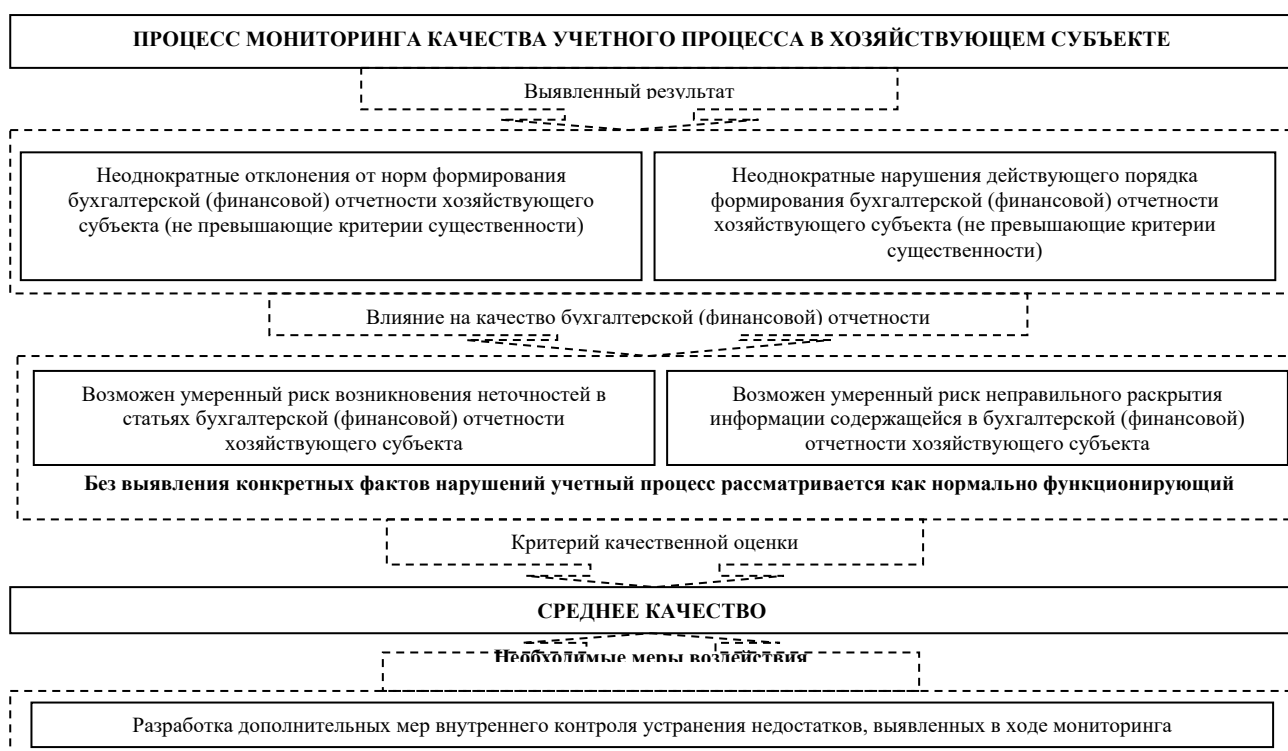 ПРОЦЕСС МОНИТОРИНГА КАЧЕСТВА УЧЕТНОГО ПРОЦЕССА В ХОЗЯЙСТВУЮЩЕМ СУБЪЕКТЕ
Выявленный результат
Неоднократные отклонения от норм формирования
бухгалтерской (финансовой) отчетности хозяйствующего
субъекта (не превышающие критерии существенности)
Неоднократные нарушения действующего порядка
формирования бухгалтерской (финансовой) отчетности
хозяйствующего субъекта (не превышающие критерии
существенности)
Влияние на качество бухгалтерской (финансовой) отчетности
Возможен умеренный риск возникновения неточностей в
статьях бухгалтерской (финансовой) отчетности
хозяйствующего субъекта
Возможен умеренный риск неправильного раскрытия
информации содержащейся в бухгалтерской (финансовой)
отчетности хозяйствующего субъекта
Без выявления конкретных фактов нарушений учетный процесс рассматривается как нормально функционирующий
Критерий качественной оценки
СРЕДНЕЕ КАЧЕСТВО
Необходимые меры воздействия
Разработка дополнительных мер внутреннего контроля устранения недостатков, выявленных в ходе мониторинга